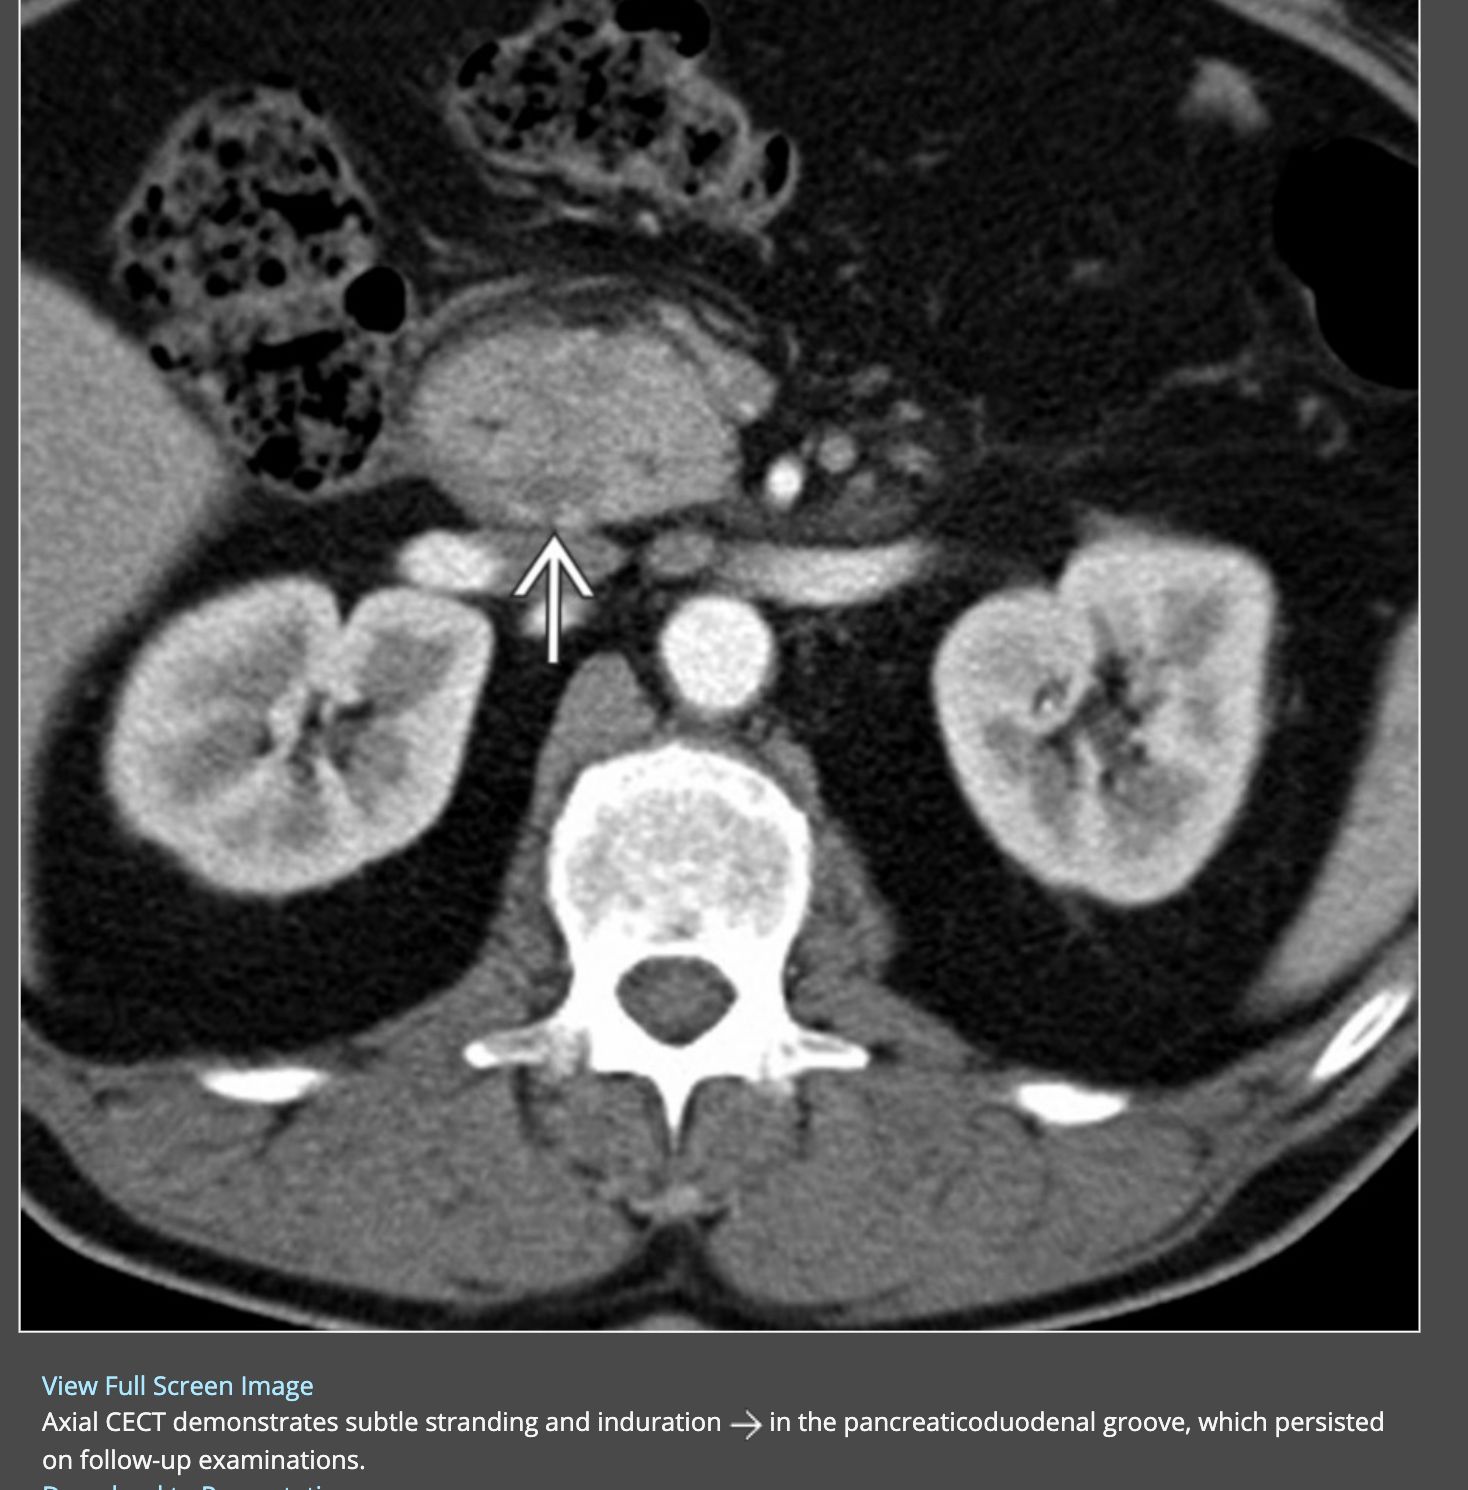 View Full Screen Image
Axial CECT demonstrates subtle stranding and induration → in the pancreaticoduodenal groove, which persisted
on follow-up examinations.